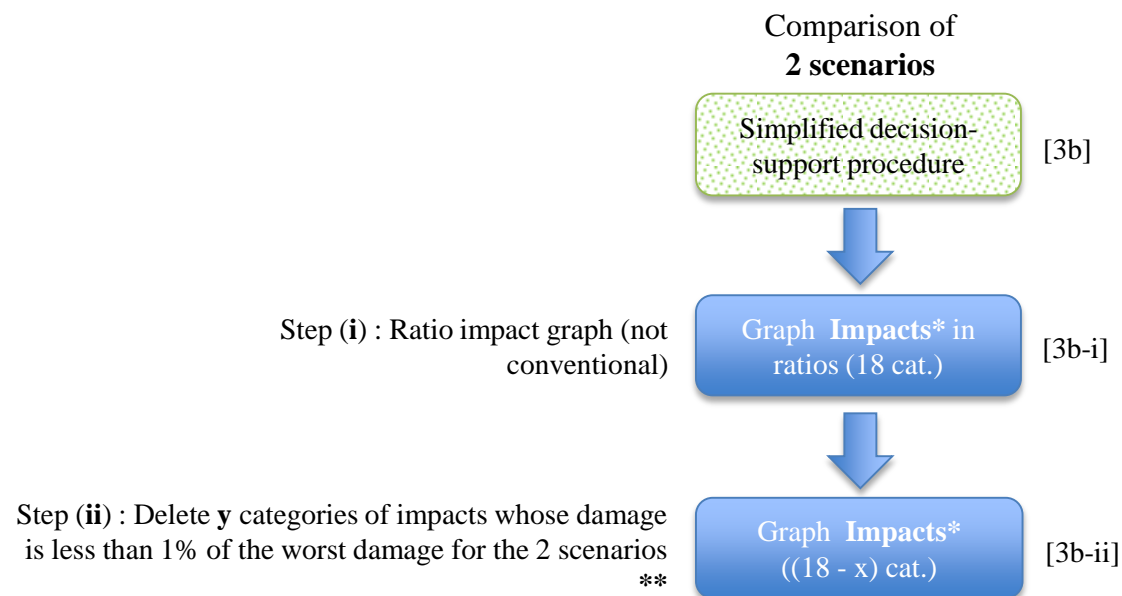 Comparison of
2 scenarios
Simplified decision-
support procedure
[3b]
Step (i) : Ratio impact graph (not
conventional)
Graph Impacts* in
ratios (18 cat.)
[3b-i]
Step (ii) : Delete y categories of impacts whose damage
is less than 1% of the worst damage for the 2 scenarios
**
Graph Impacts*
((18 - x) cat.)
[3b-ii]